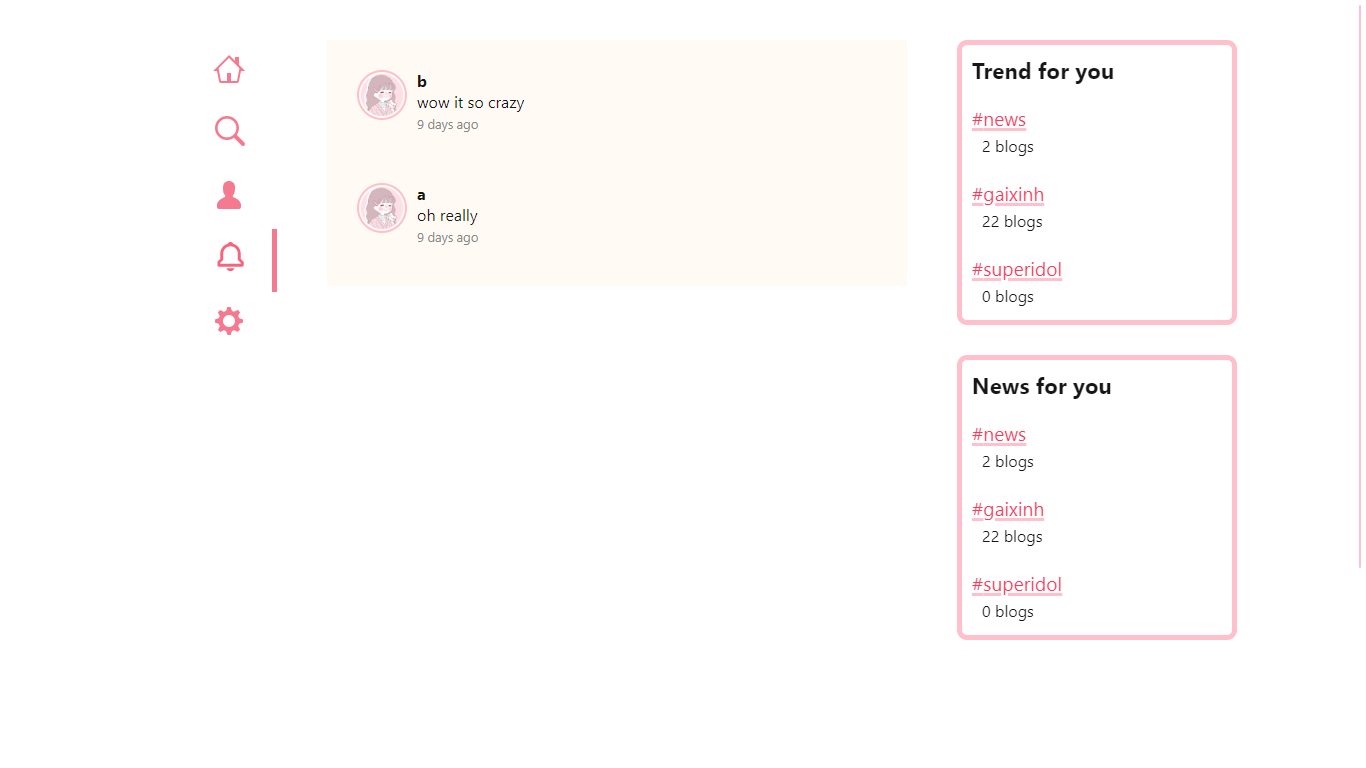 b
wow it so crazy
9 days ago
a
oh really
9 days ago
Trend for you
#news
2 blogs
#gaixinh
22 blogs
#superidol
0 blogs
News for you
#news
2 blogs
#gaixinh
22 blogs
#superidol
0 blogs